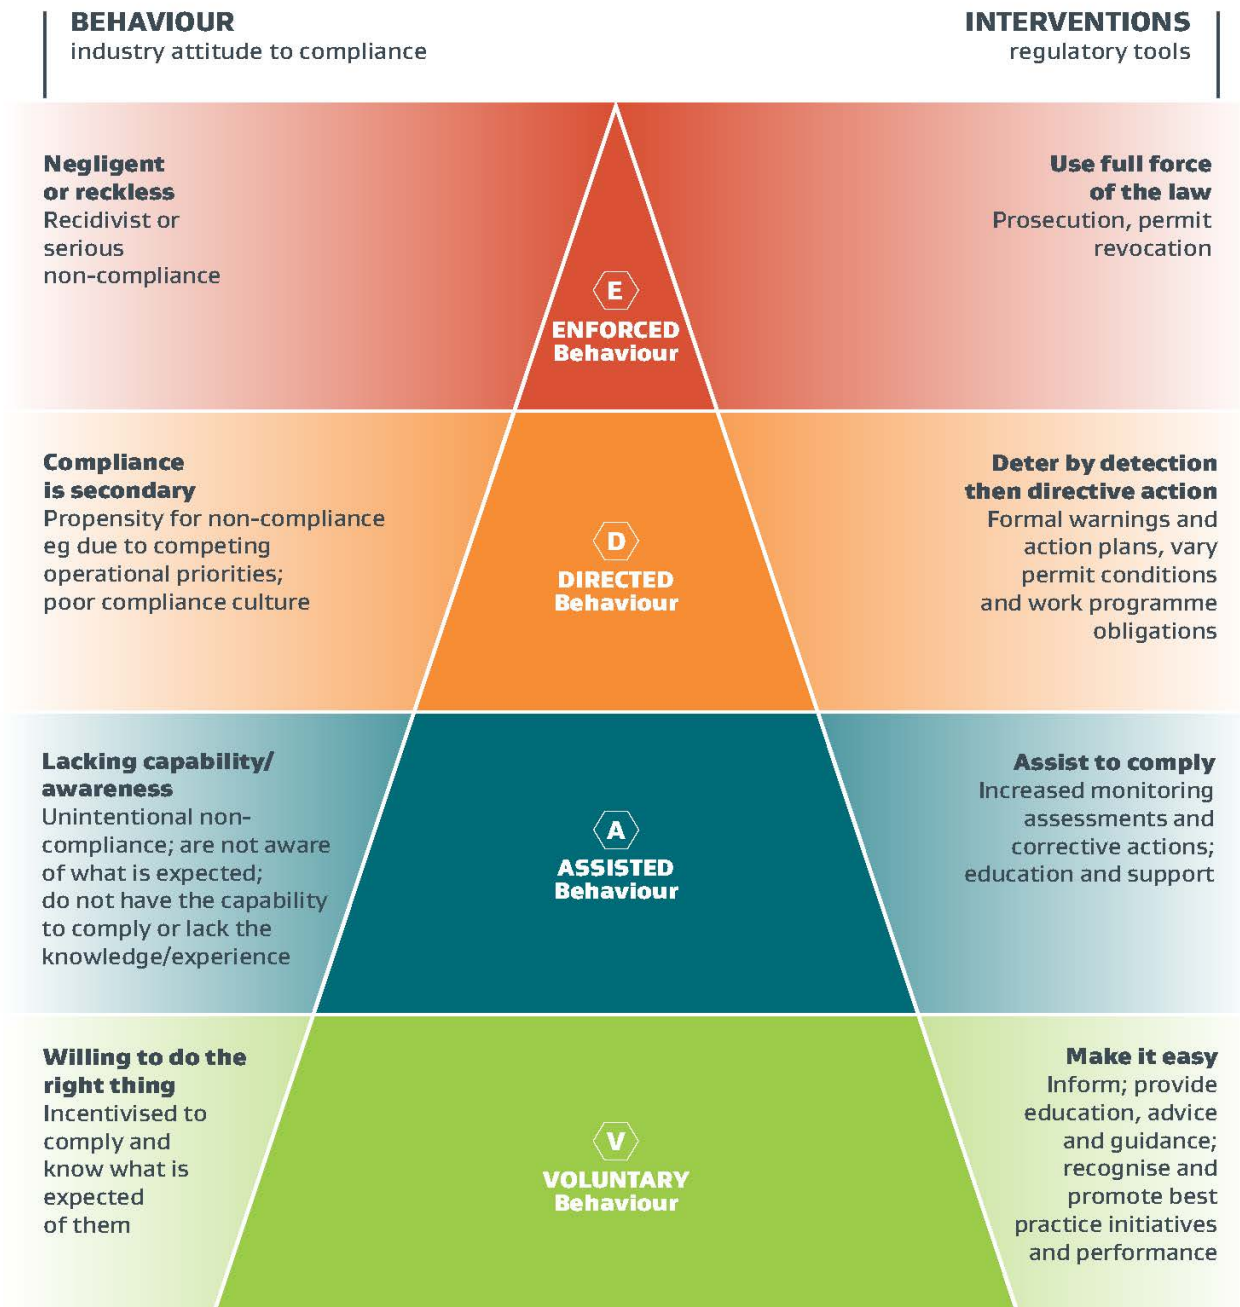 BEHAVIOUR
industry attitude to compliance
INTERVENTIONS
regulatory tools
Negligent
or reckless
Recidivist or
serious
non-compliance
E
ENFORCED
Behaviour
Use full force
of the law
Prosecution, permit
revocation
Compliance
is secondary
Propensity for non-compliance
eg due to competing
operational priorities;
poor compliance culture
D
DIRECTED
Behaviour
Deter by detection
then directive action
Formal warnings and
action plans, vary
permit conditions
and work programme
obligations
Lacking capability/
awareness
Unintentional non-
compliance; are not aware
of what is expected;
do not have the capability
to comply or lack the
knowledge/experience
A
ASSISTED
Behaviour
Assist to comply
Increased monitoring
assessments and
corrective actions;
education and support
Willing to do the
right thing
Incentivised to
comply and
know what is
expected
of them
V
VOLUNTARY
Behaviour
Make it easy
Inform; provide
education, advice
and guidance;
recognise and
promote best
practice initiatives
and performance